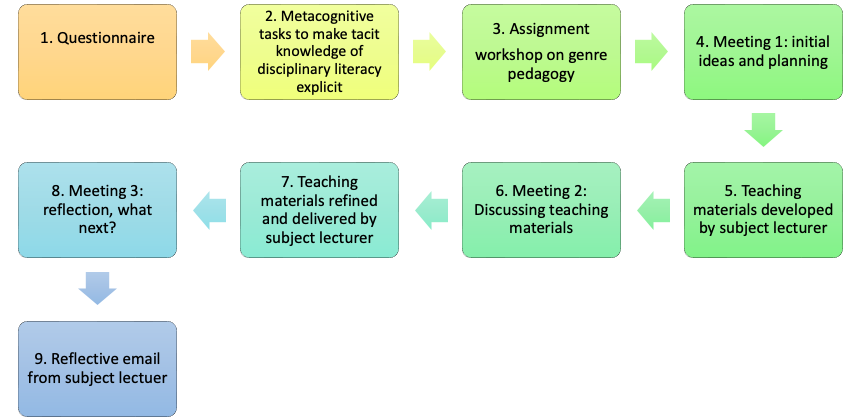 1. Questionnaire
2. Metacognitive
tasks to make tacit
knowledge of
disciplinary literacy
explicit
3. Assignment
workshop on genre
pedagogy
4. Meeting 1: initial
ideas and planning
5. Teaching
materials developed
by subject lecturer
6. Meeting 2:
Discussing teaching
materials
7. Teaching
materials refined
and delivered by
subject lecturer
8. Meeting 3:
reflection, what
next?
9. Reflective email
from subject lectuer